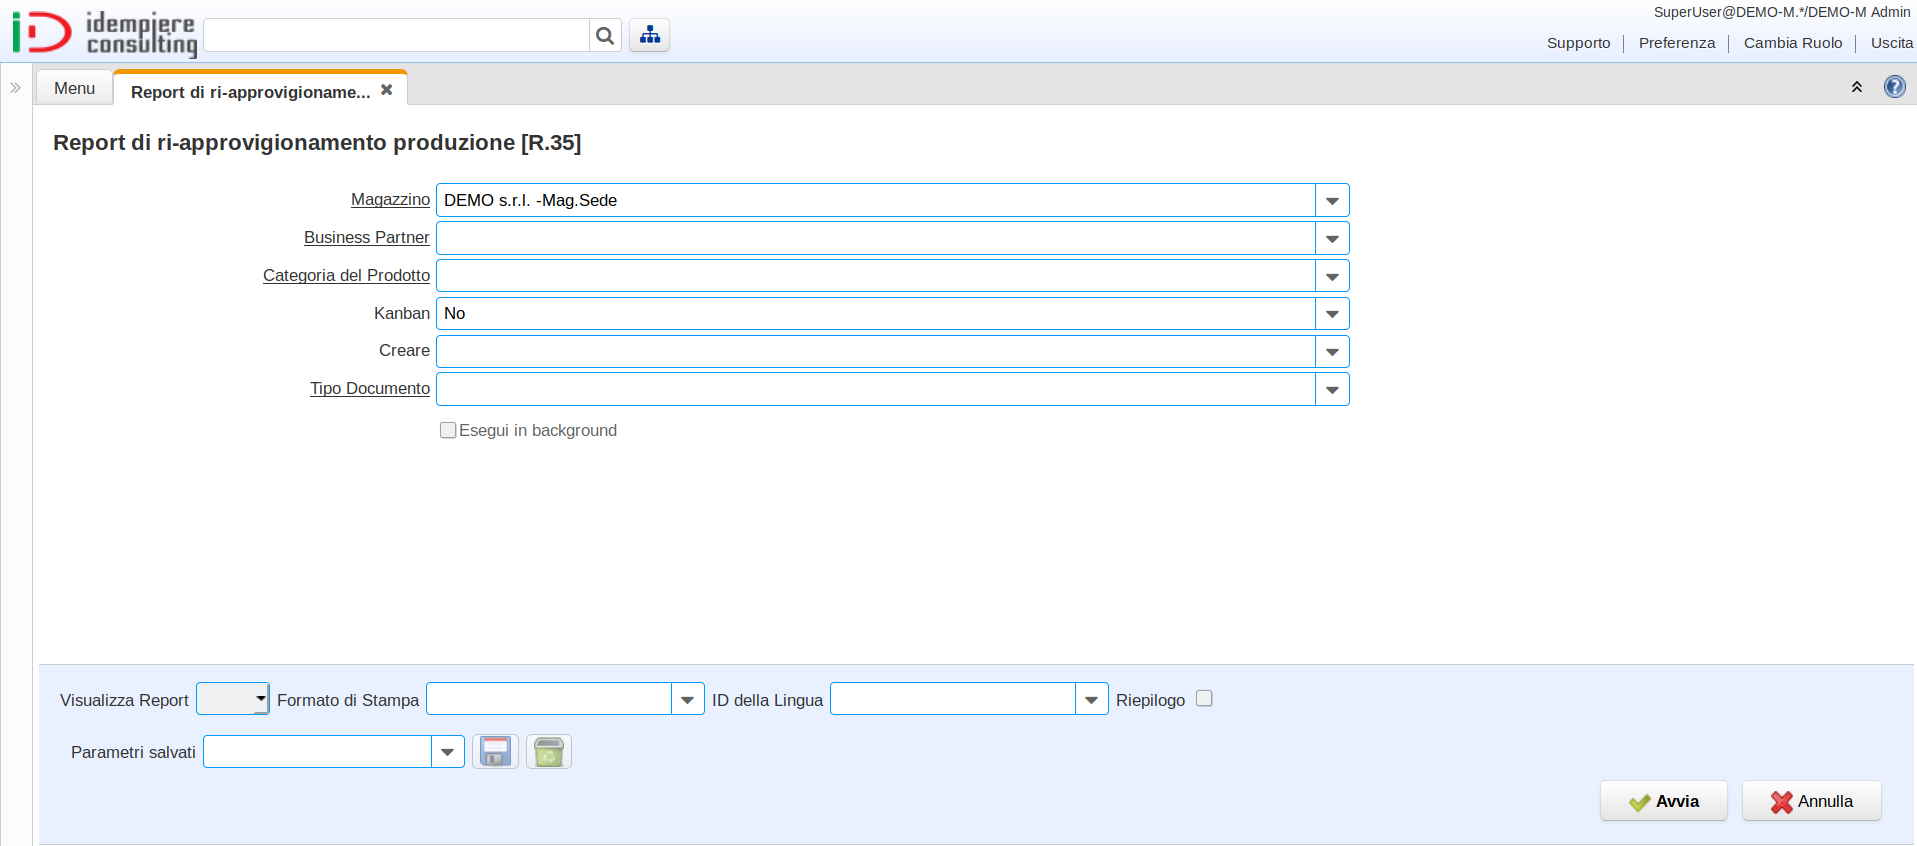 idempiere
consulting
SuperUser@DEMO-M.*/DEMO-M Admin
Supporto
Preferenza
Cambia Ruolo
Uscita
Menu
Report di ri-approvigioname...
Report di ri-approvigionamento produzione [R.35]
Magazzino DEMO s.r.l. -Mag.Sede
Business Partner
Categoria del Prodotto
Kanban No
Creare
Tipo Documento
Esegui in background
Visualizza Report Formato di Stampa ID della Lingua Riepilogo
Parametri salvati
Avvia Annulla